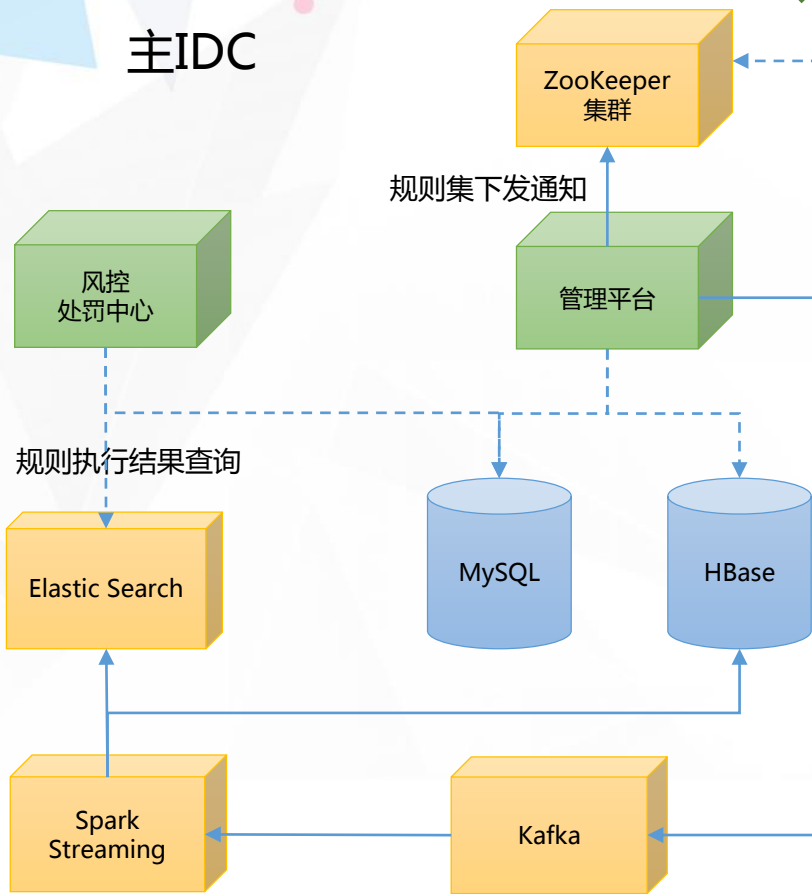 主IDC
ZooKeeper
集群
规则集下发通知
风控
处罚中心
管理平台
规则执行结果查询
Elastic Search
MySQL
HBase
Spark
Streaming
Kafka